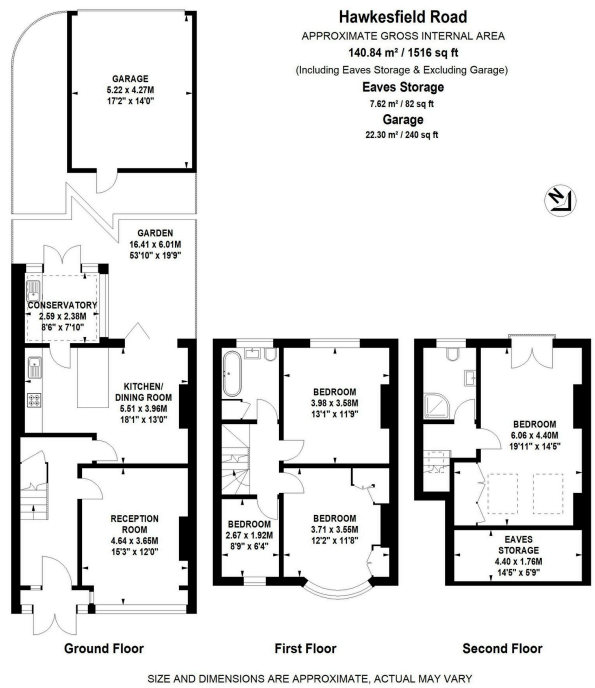 Hawkesfield Road
APPROXIMATE GROSS INTERNAL AREA
140.84 m² / 1516 sq ft
(Including Eaves Storage & Excluding Garage)
Eaves Storage
7.62 m² / 82 sq ft
Garage
22.30 m² / 240 sq ft
N
GARAGE
5.22 x 4.27M
17'2" x 14'0"
GARDEN
16.41 x 6.01M
53'10" x 19'9"
CONSERVATORY
2.59 x 2.38M
8'6" x 7'10"
KITCHEN/
DINING ROOM
5.51 x 3.96M
18'1" x 13'0"
RECEPTION
ROOM
4.64 x 3.65M
15'3" x 12'0"
Ground Floor
BEDROOM
3.98 x 3.58M
13'1" x 11'9"
BEDROOM
2.67 x 1.92M
8'9" x 6'4"
BEDROOM
3.71 x 3.55M
12'2" x 11'8"
First Floor
BEDROOM
6.06 x 4.40M
19'11" x 14'5"
EAVES
STORAGE
4.40 x 1.76M
14'5" x 5'9"
Second Floor
SIZE AND DIMENSIONS ARE APPROXIMATE, ACTUAL MAY VARY